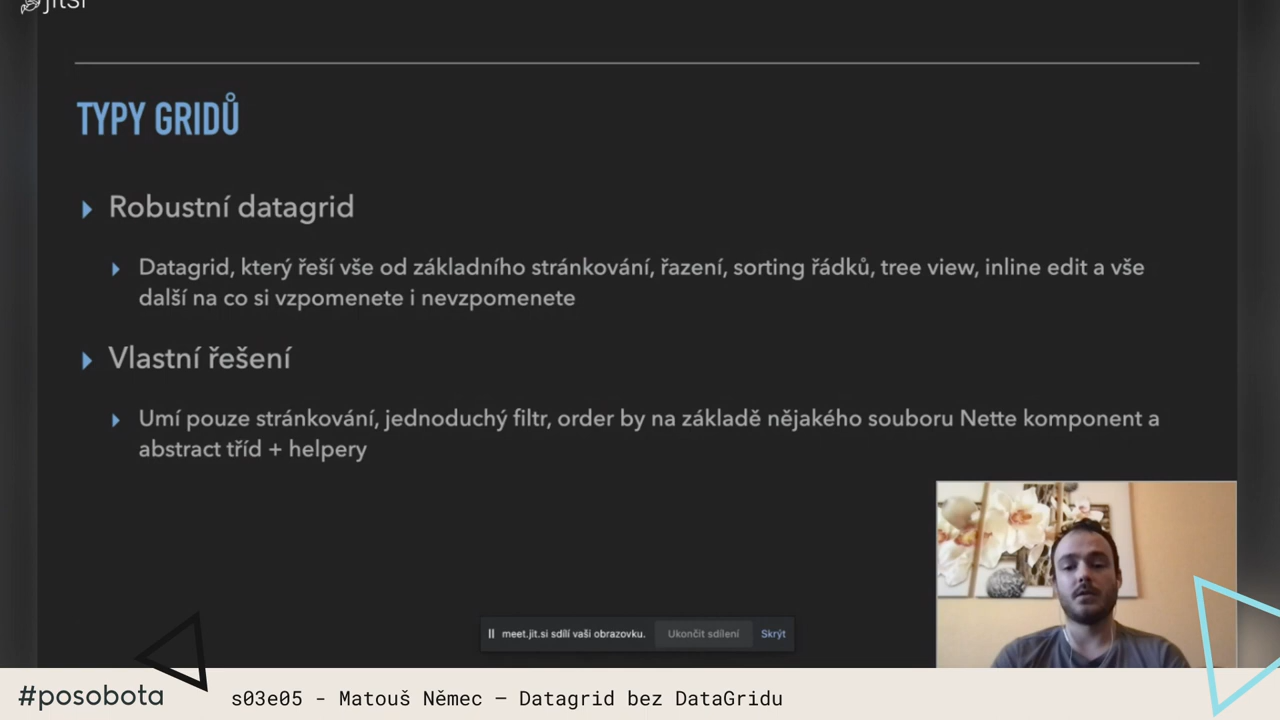 jitsi
TYPY GRIDŮ
Robustní datagrid
Datagrid, který řeší vše od základního stránkování, řazení, sorting řádků, tree view, inline edit a vše
další na co si vzpomenete i nevzpomenete
Vlastní řešení
Umí pouze stránkování, jednoduchý filtr, order by na základě nějakého souboru Nette komponent a
abstract tříd + helpery
meet.jit.si sdílí vaši obrazovku. Ukončit sdílení Skrýt
#posobota s03e05 - Matouš Němec – Datagrid bez DataGridu